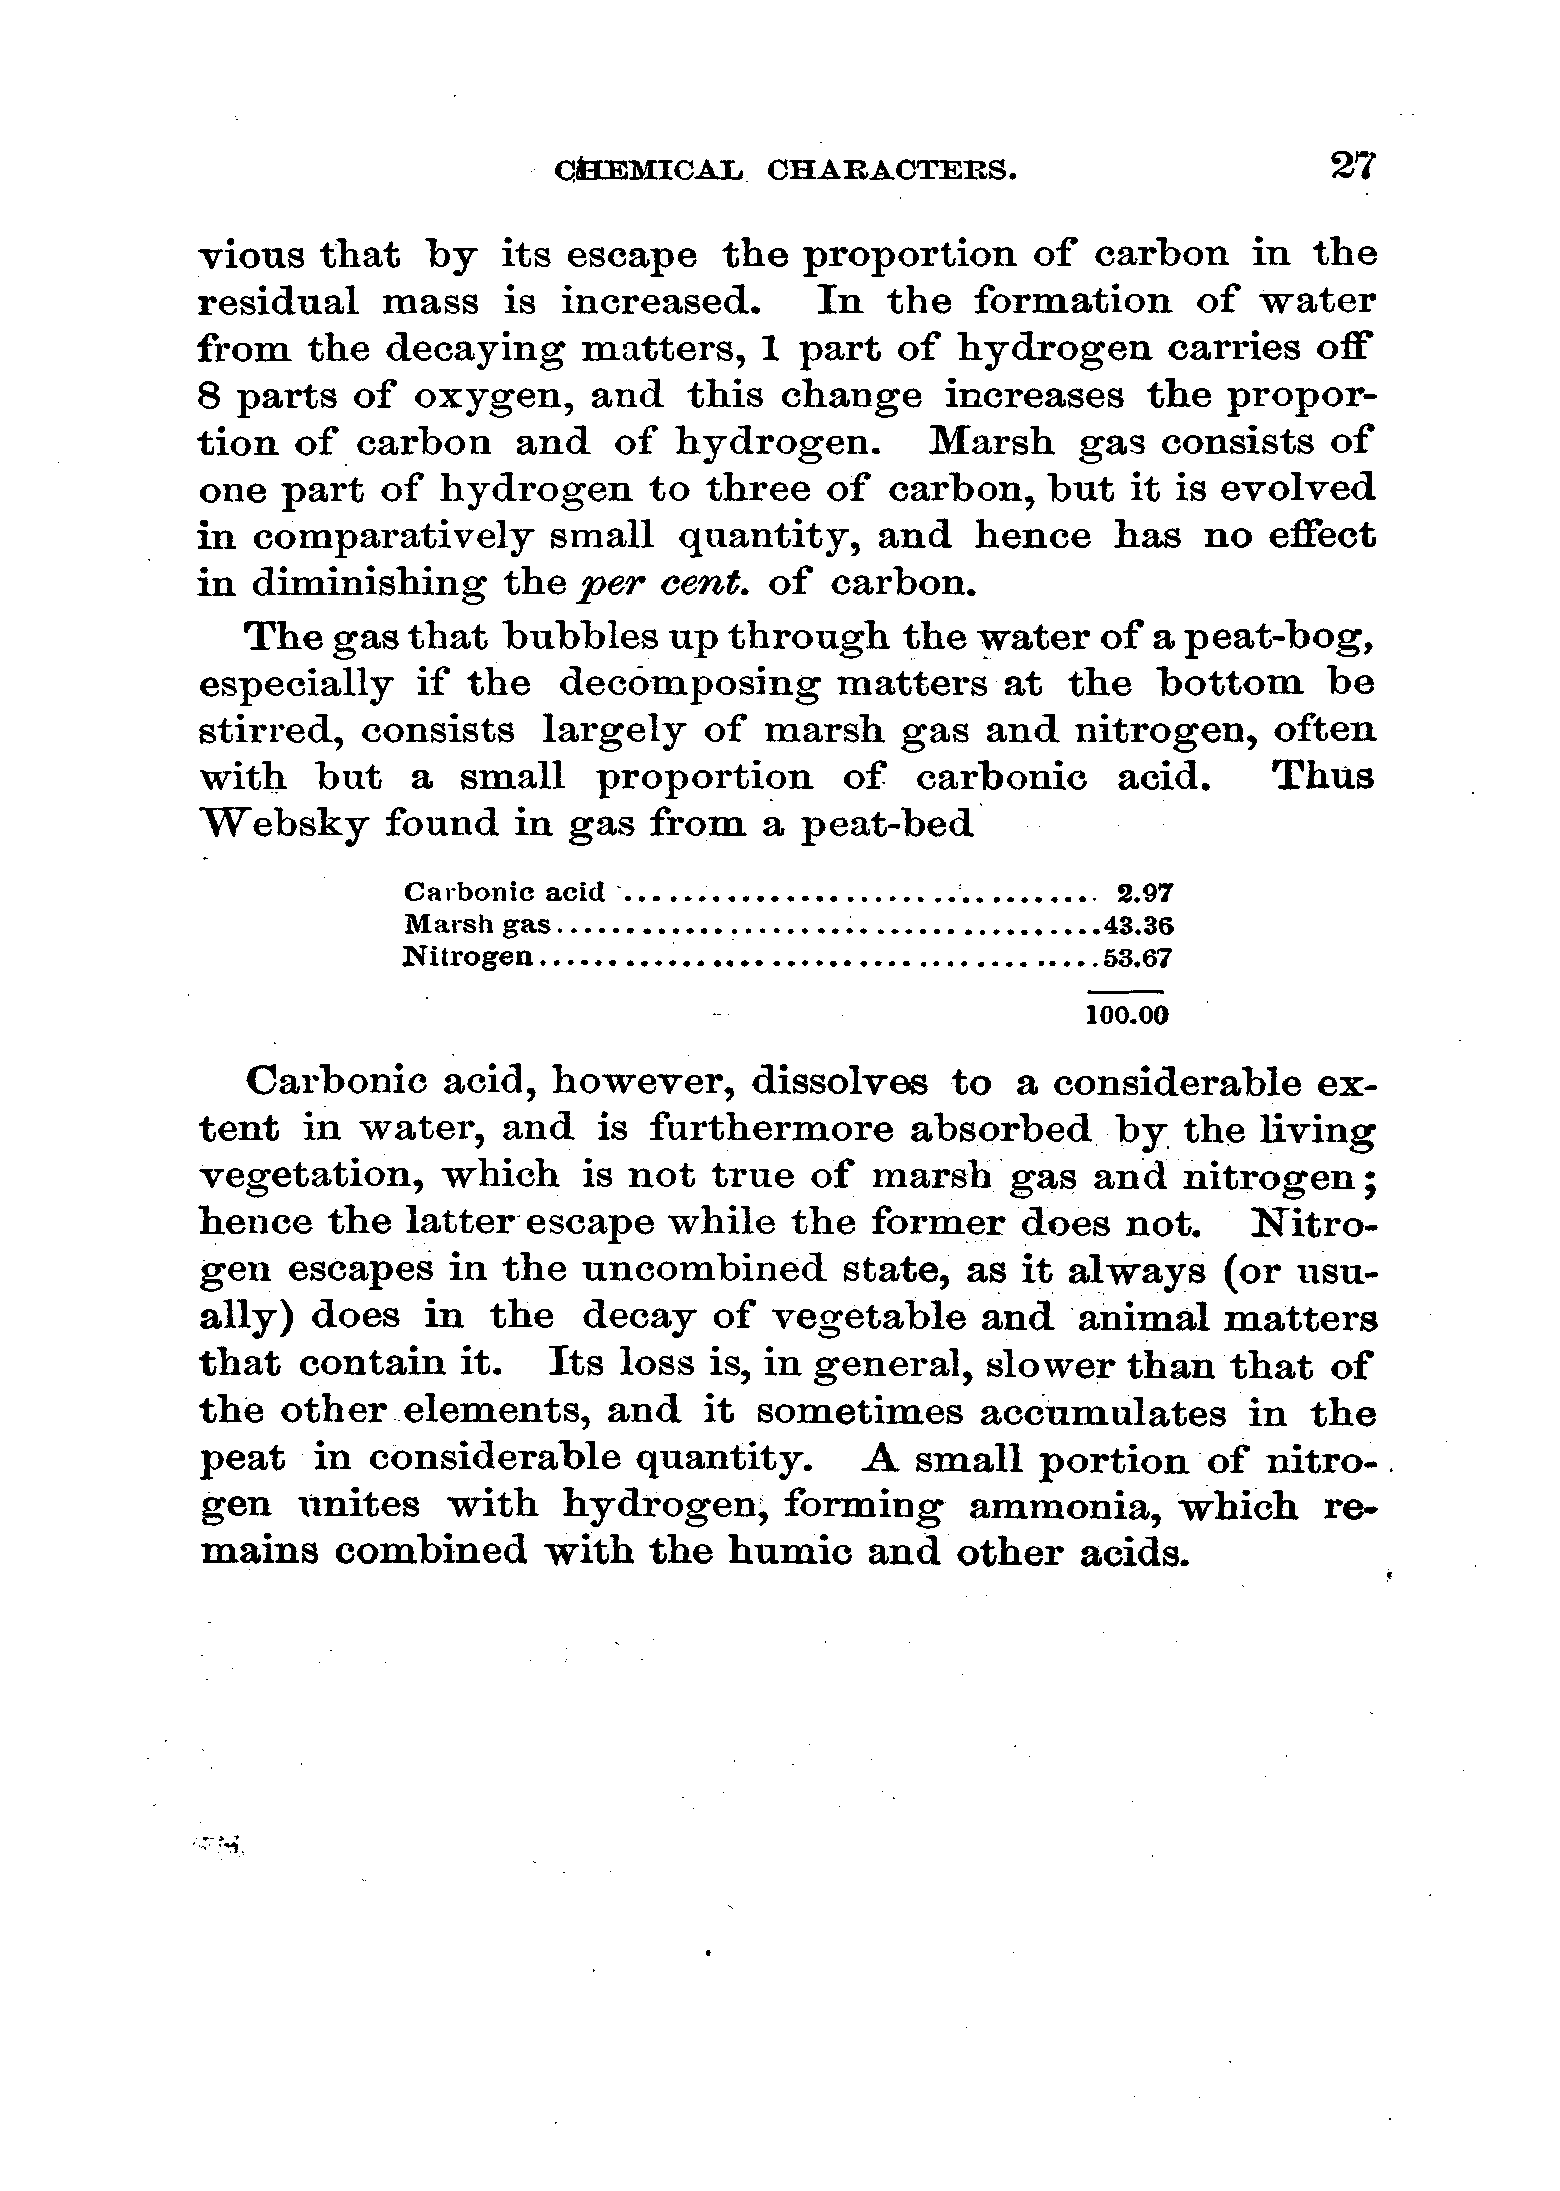 CHEMICAL CHARACTERS. 27
vious that by its escape the proportion of carbon in the
residual mass is increased. In the formation of water
from the decaying matters, 1 part of hydrogen carries off
8 parts of oxygen, and this change increases the propor-
tion of carbon and of hydrogen. Marsh gas consists of
one part of hydrogen to three of carbon, but it is evolved
in comparatively small quantity, and hence has no effect
in diminishing the per cent. of carbon.
The gas that bubbles up through the water of a peat-bog,
especially if the decomposing matters at the bottom be
stirred, consists largely of marsh gas and nitrogen, often
with but a small proportion of carbonic acid. Thus
Websky found in gas from a peat-bed
Carbonic acid ................................. 2.97
Marsh gas......................................43.36
Nitrogen.......................................53.67
100.00
Carbonic acid, however, dissolves to a considerable ex-
tent in water, and is furthermore absorbed by the living
vegetation, which is not true of marsh gas and nitrogen;
hence the latter escape while the former does not. Nitro-
gen escapes in the uncombined state, as it always (or usu-
ally) does in the decay of vegetable and animal matters
that contain it. Its loss is, in general, slower than that of
the other elements, and it sometimes accumulates in the
peat in considerable quantity. A small portion of nitro-
gen unites with hydrogen, forming ammonia, which re-
mains combined with the humic and other acids.